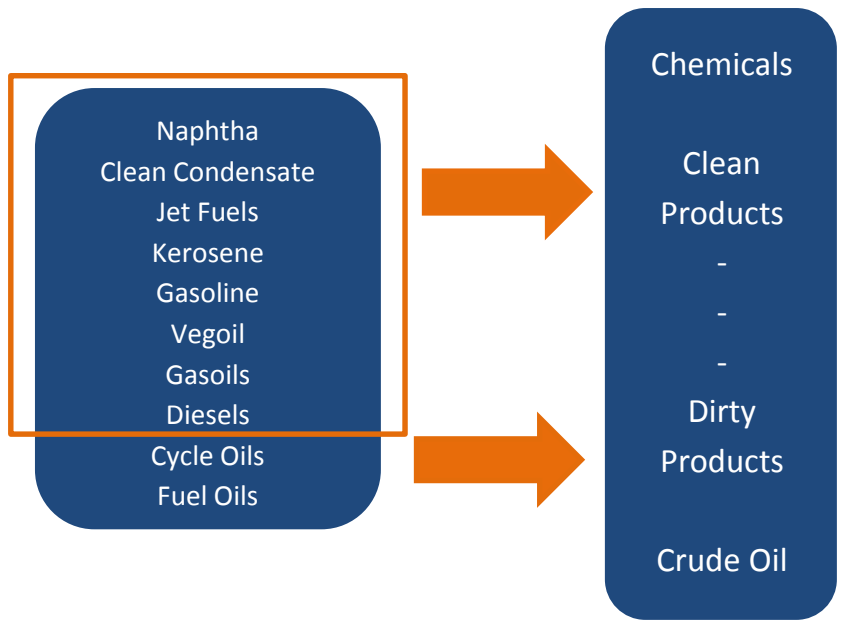 Naphtha
Clean Condensate
Jet Fuels
Kerosene
Gasoline
Vegoil
Gasoils
Diesels
Cycle Oils
Fuel Oils
Chemicals
Clean
Products
-
-
-
Dirty
Products
Crude Oil